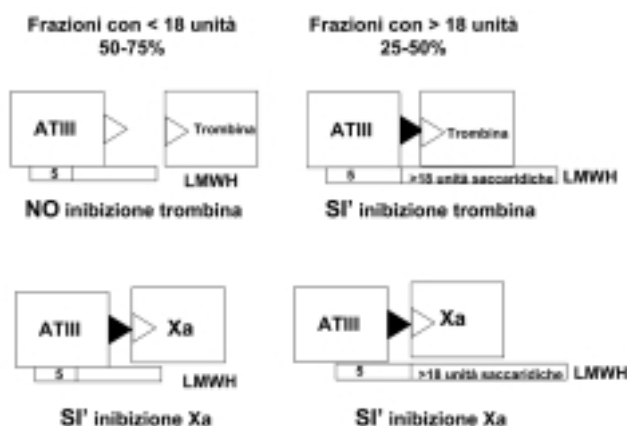 Frazioni con < 18 unità
50-75%
Frazioni con > 18 unità
25-50%
ATIII
Trombina
5
LMWH
NO inibizione trombina
ATIII
Trombina
5
>18 unità saccaridiche
LMWH
SI' inibizione trombina
ATIII
Xa
5
LMWH
SI' inibizione Xa
ATIII
Xa
5
>18 unità saccaridiche
LMWH
SI' inibizione Xa